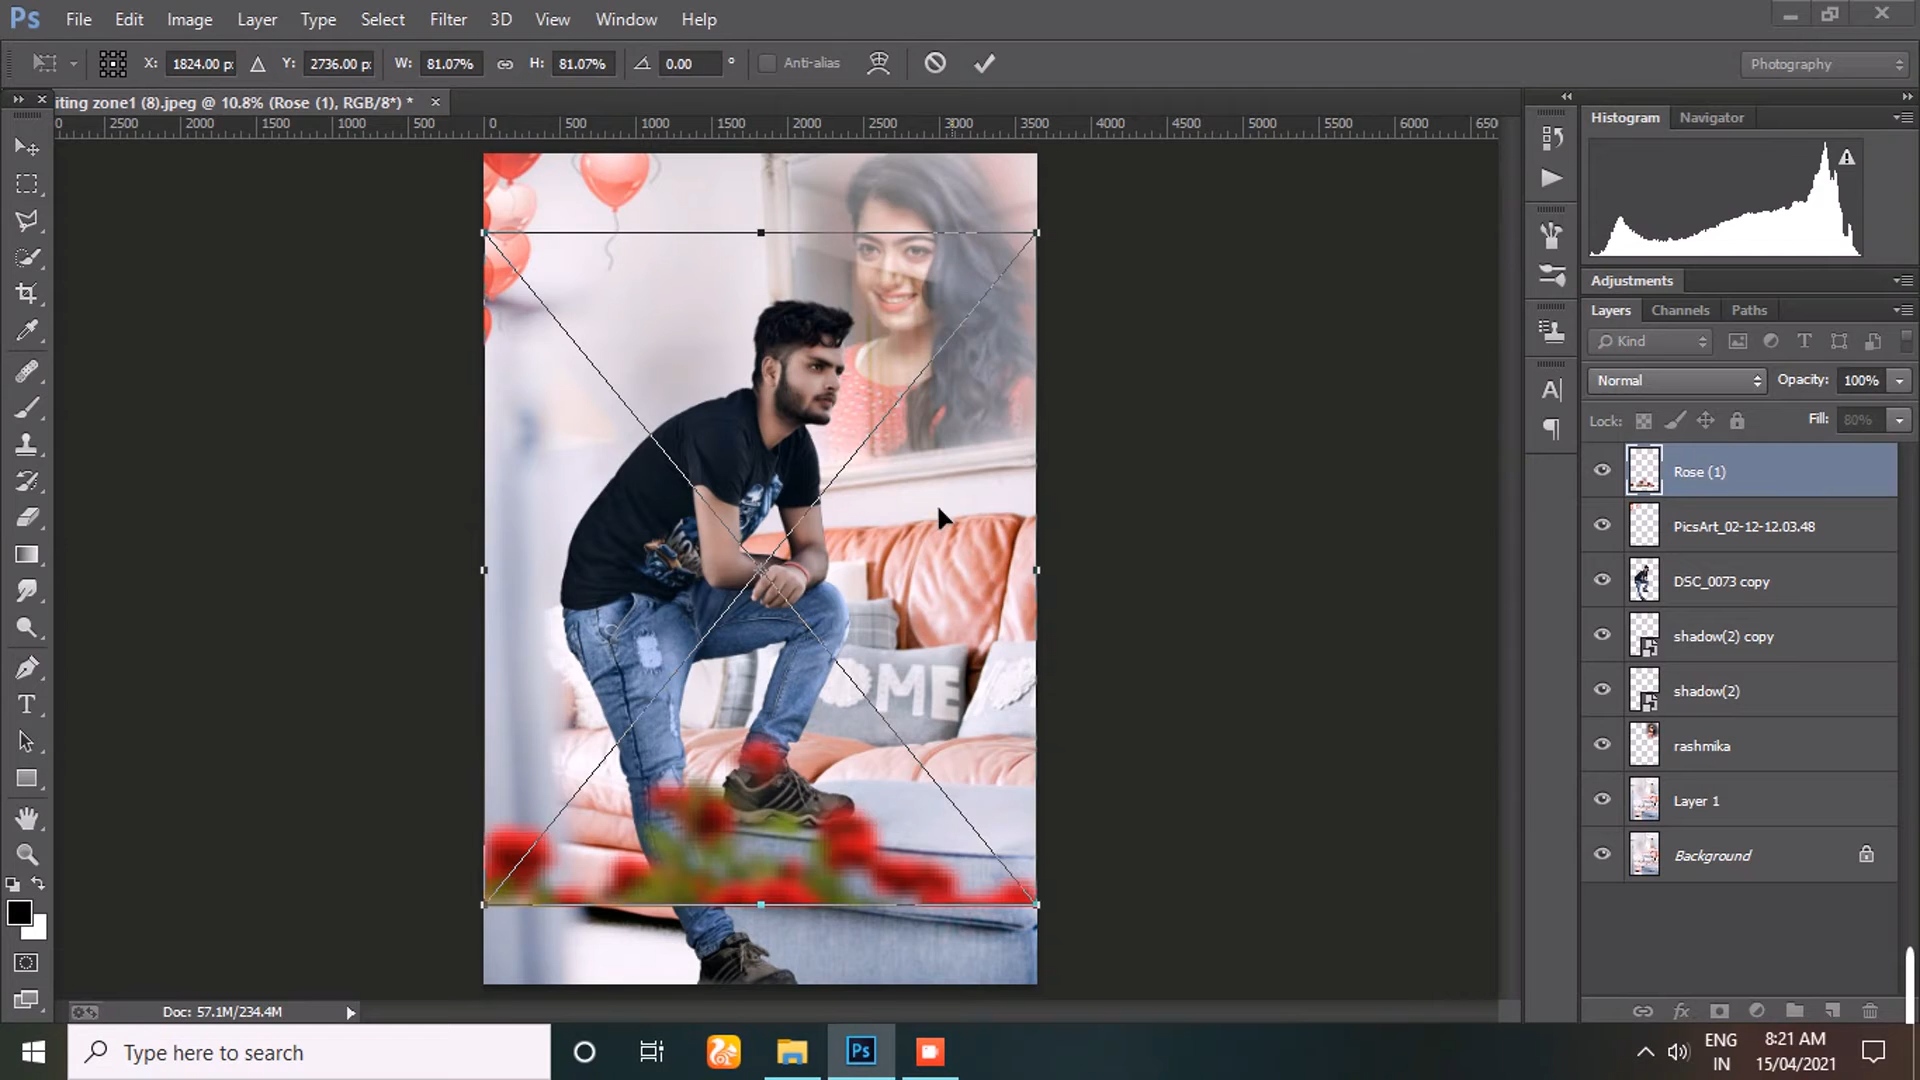 Ps File Edit Image Layer Type Select Filter 3D View Window Help
X: 1824.00 p: Y: 2736.00 p: W: 81.07% H: 81.07% 0.00 ° Anti-alias Photography
iting zone1 (8).jpeg @ 10.8% (Rose (1), RGB/8*) *
0 2500 2000 1500 1000 500 0 500 1000 1500 2000 2500 3000 3500 4000 4500 5000 5500 6000 650
Histogram Navigator
Adjustments
Layers Channels Paths
Kind
Normal Opacity: 100%
Lock: Fill: 80%
Rose (1)
PicsArt_02-12-12.03.48
DSC_0073 copy
shadow(2) copy
shadow(2)
rashmika
Layer 1
Background
OME
Doc: 57.1M/234.4M
Type here to search
Ps
ENG
IN
8:21 AM
15/04/2021